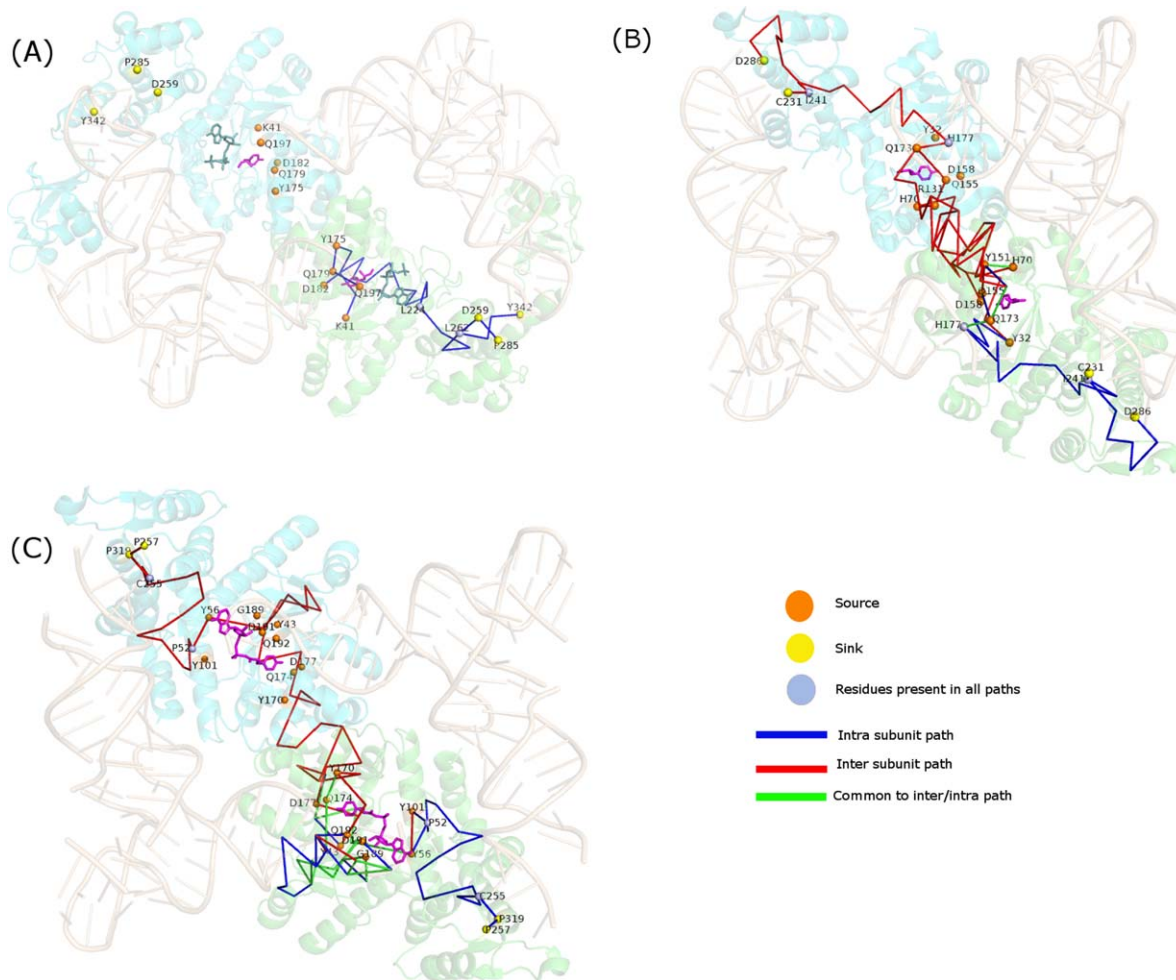 (A)
P285
D259
Y342
K41
Q197
D182
Q179
Y175
Y175
Q179
D182
Q197
K41
L224
D259
Y342
L262
P285
(B)
D286
C231
I241
Y32
H177
Q173
D158
Q155
R131
H70
Y151
H70
D158
Q173
H177
Y32
C231
I241
D286
(C)
P257
P319
C255
Y56
G189
Y43
Q192
P52
Y101
D177
Q174
Y170
Y170
D177
Q174
Y101
P52
Q192
G189
Y56
C255
P319
P257
Source
Sink
Residues present in all paths
Intra subunit path
Inter subunit path
Common to inter/intra path